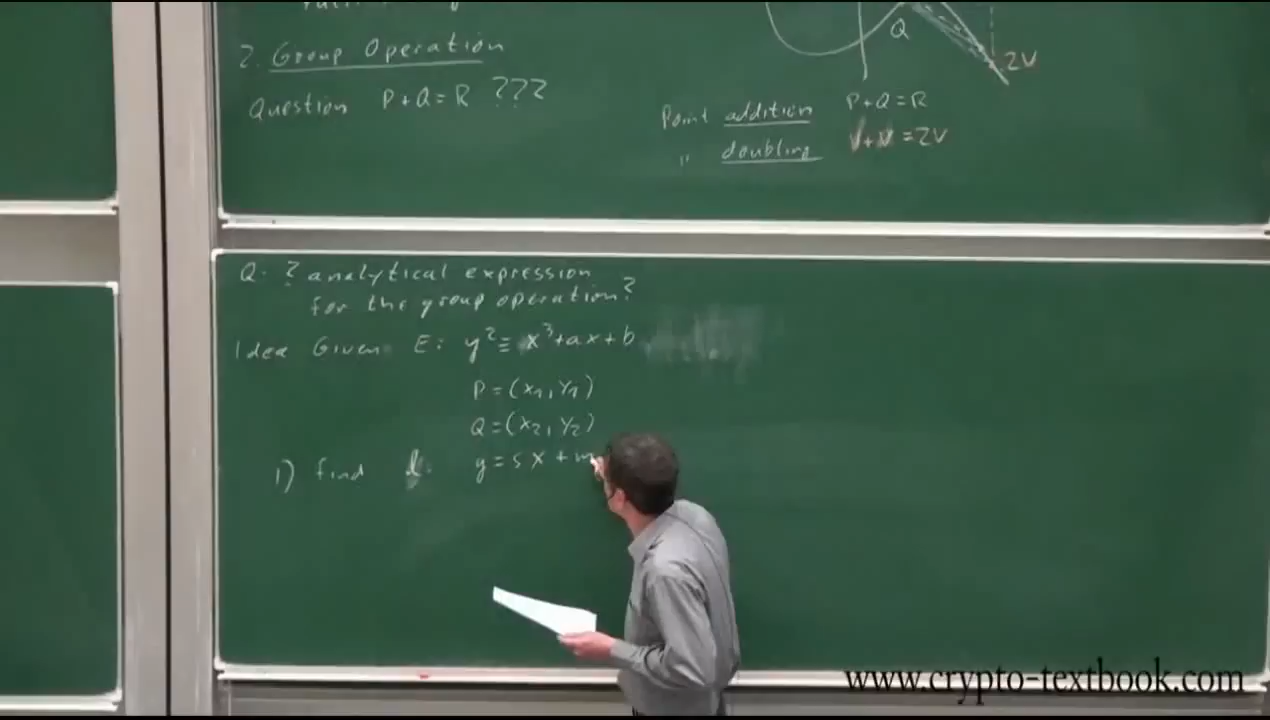 2. Group Operation
Question P+Q=R ???
Q
2V
Point addition P+Q=R
" doubling V+V=2V
Q: ? analytical expression
for the group operation?
Idea Given E: y²≡x³+ax+b
P=(x₁,y₁)
Q=(x₂,y₂)
1) find l: y=sx+m
www.crypto-textbook.com